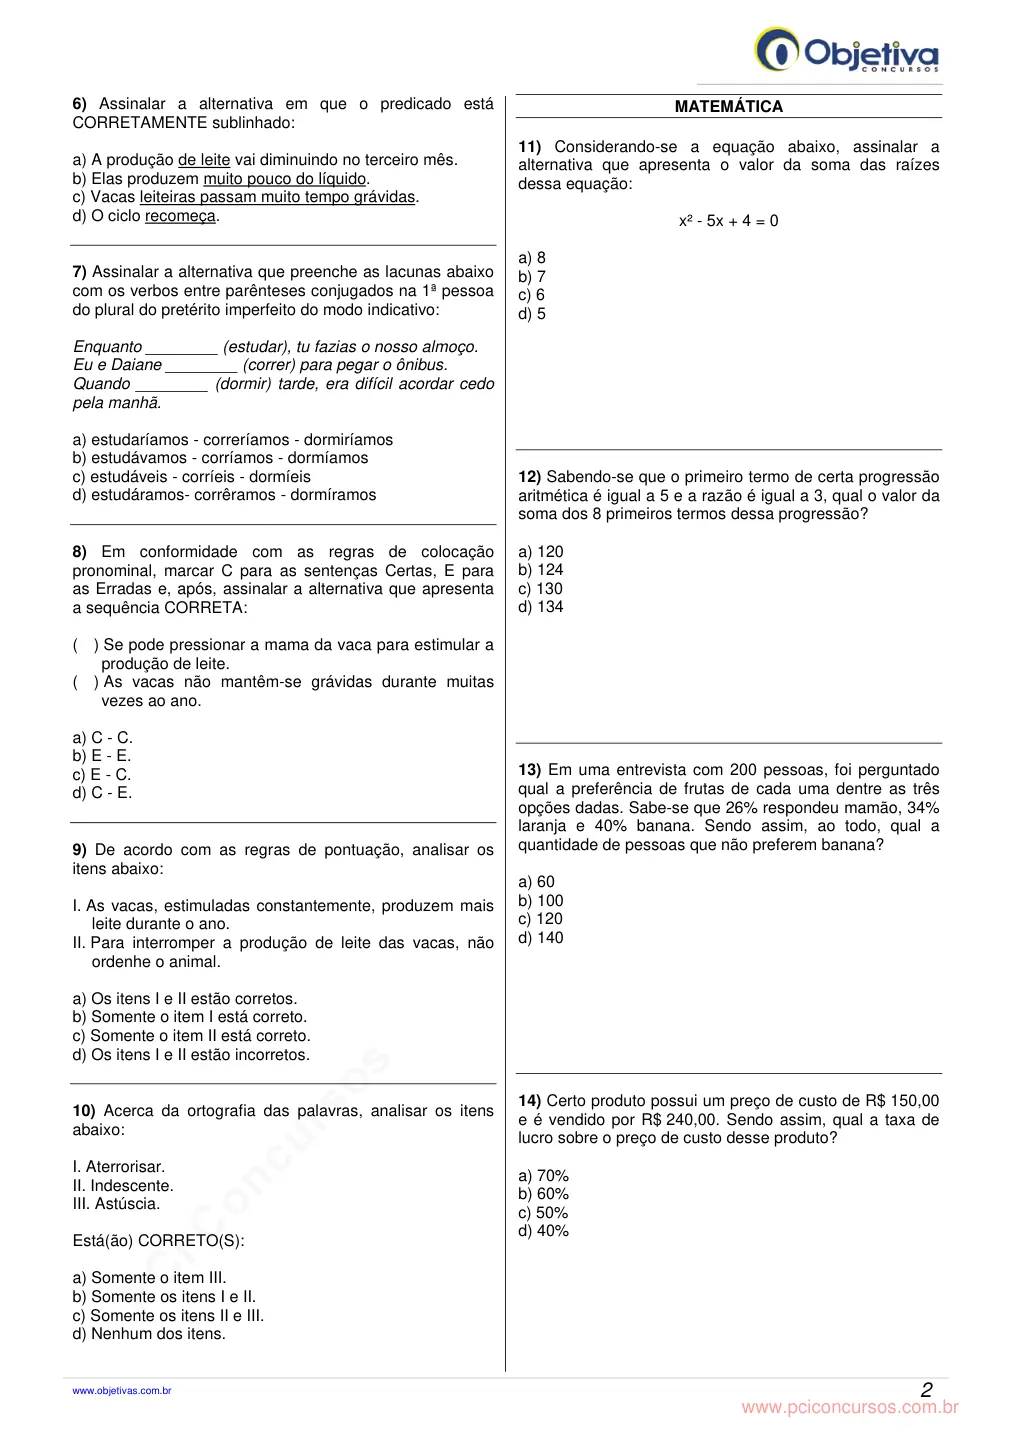 Objetiva
CONCURSOS
6) Assinalar a alternativa em que o predicado está
CORRETAMENTE sublinhado:
a) A produção de leite vai diminuindo no terceiro mês.
b) Elas produzem muito pouco do líquido.
c) Vacas leiteiras passam muito tempo grávidas.
d) O ciclo recomeça.
7) Assinalar a alternativa que preenche as lacunas abaixo
com os verbos entre parênteses conjugados na 1ª pessoa
do plural do pretérito imperfeito do modo indicativo:
Enquanto ________ (estudar), tu fazias o nosso almoço.
Eu e Daiane ________ (correr) para pegar o ônibus.
Quando ________ (dormir) tarde, era difícil acordar cedo
pela manhã.
a) estudaríamos - correríamos - dormiríamos
b) estudávamos - corríamos - dormíamos
c) estudáveis - corríeis - dormíeis
d) estudáramos- corrêramos - dormíramos
8) Em conformidade com as regras de colocação
pronominal, marcar C para as sentenças Certas, E para
as Erradas e, após, assinalar a alternativa que apresenta
a sequência CORRETA:
( ) Se pode pressionar a mama da vaca para estimular a
produção de leite.
( ) As vacas não mantêm-se grávidas durante muitas
vezes ao ano.
a) C - C.
b) E - E.
c) E - C.
d) C - E.
9) De acordo com as regras de pontuação, analisar os
itens abaixo:
I. As vacas, estimuladas constantemente, produzem mais
leite durante o ano.
II. Para interromper a produção de leite das vacas, não
ordenhe o animal.
a) Os itens I e II estão corretos.
b) Somente o item I está correto.
c) Somente o item II está correto.
d) Os itens I e II estão incorretos.
10) Acerca da ortografia das palavras, analisar os itens
abaixo:
I. Aterrorisar.
II. Indescente.
III. Astúscia.
Está(ão) CORRETO(S):
a) Somente o item III.
b) Somente os itens I e II.
c) Somente os itens II e III.
d) Nenhum dos itens.
MATEMÁTICA
11) Considerando-se a equação abaixo, assinalar a
alternativa que apresenta o valor da soma das raízes
dessa equação:
x² - 5x + 4 = 0
a) 8
b) 7
c) 6
d) 5
12) Sabendo-se que o primeiro termo de certa progressão
aritmética é igual a 5 e a razão é igual a 3, qual o valor da
soma dos 8 primeiros termos dessa progressão?
a) 120
b) 124
c) 130
d) 134
13) Em uma entrevista com 200 pessoas, foi perguntado
qual a preferência de frutas de cada uma dentre as três
opções dadas. Sabe-se que 26% respondeu mamão, 34%
laranja e 40% banana. Sendo assim, ao todo, qual a
quantidade de pessoas que não preferem banana?
a) 60
b) 100
c) 120
d) 140
14) Certo produto possui um preço de custo de R$ 150,00
e é vendido por R$ 240,00. Sendo assim, qual a taxa de
lucro sobre o preço de custo desse produto?
a) 70%
b) 60%
c) 50%
d) 40%
www.objetivas.com.br
2
www.pciconcursos.com.br